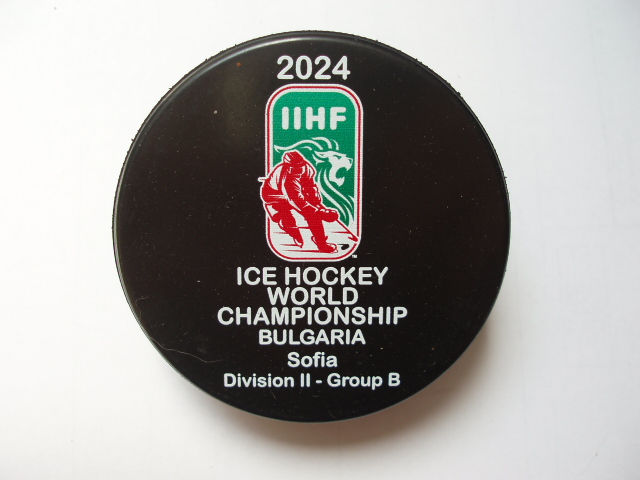 2024
IIHF
ICE HOCKEY
WORLD
CHAMPIONSHIP
BULGARIA
Sofia
Division II - Group B